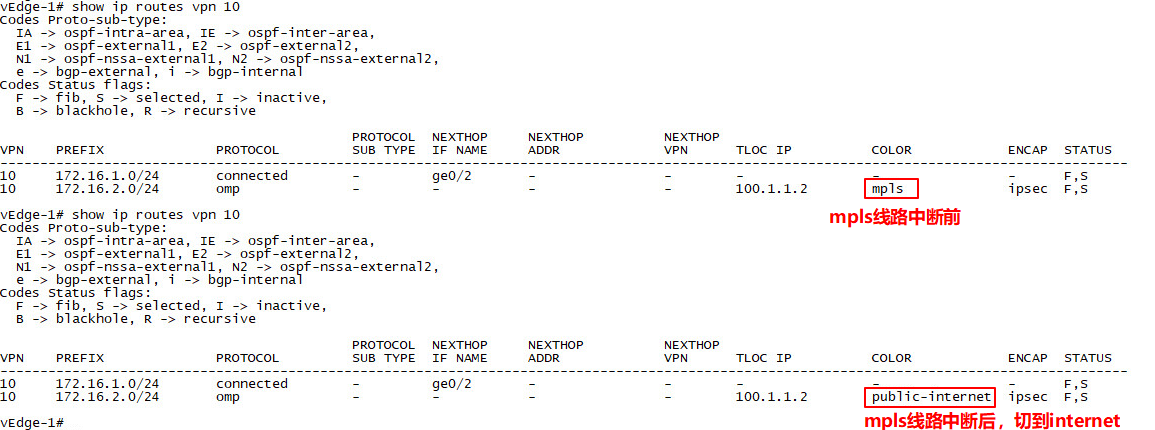 vEdge-1# show ip routes vpn 10
Codes Proto-sub-type:
  IA -> ospf-intra-area, IE -> ospf-inter-area,
  E1 -> ospf-external1, E2 -> ospf-external2,
  N1 -> ospf-nssa-external1, N2 -> ospf-nssa-external2,
  e -> bgp-external, i -> bgp-internal
Codes Status flags:
  F -> fib, S -> selected, I -> inactive,
  B -> blackhole, R -> recursive
PROTOCOL NEXTHOP NEXTHOP NEXTHOP
VPN PREFIX PROTOCOL SUB TYPE IF NAME ADDR VPN TLOC IP COLOR ENCAP STATUS
---------------------------------------------------------------------------------------------------------------------------------------------
10 172.16.1.0/24 connected - ge0/2 - - - - - F,S
10 172.16.2.0/24 omp - - - - 100.1.1.2 mpls ipsec F,S
mpls线路中断前
vEdge-1# show ip routes vpn 10
Codes Proto-sub-type:
  IA -> ospf-intra-area, IE -> ospf-inter-area,
  E1 -> ospf-external1, E2 -> ospf-external2,
  N1 -> ospf-nssa-external1, N2 -> ospf-nssa-external2,
  e -> bgp-external, i -> bgp-internal
Codes Status flags:
  F -> fib, S -> selected, I -> inactive,
  B -> blackhole, R -> recursive
PROTOCOL NEXTHOP NEXTHOP NEXTHOP
VPN PREFIX PROTOCOL SUB TYPE IF NAME ADDR VPN TLOC IP COLOR ENCAP STATUS
---------------------------------------------------------------------------------------------------------------------------------------------
10 172.16.1.0/24 connected - ge0/2 - - - - - F,S
10 172.16.2.0/24 omp - - - - 100.1.1.2 public-internet ipsec F,S
mpls线路中断后，切到internet
vEdge-1#